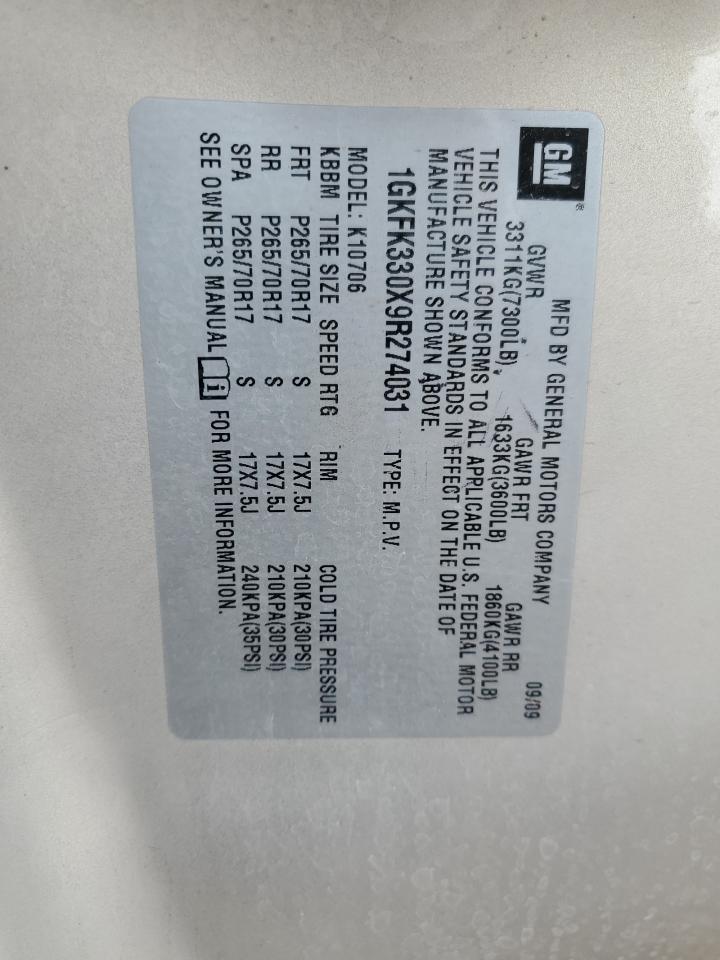 GM®
MFD BY GENERAL MOTORS COMPANY 09/09
GVWR GAWR FRT GAWR RR
3311KG(7300LB) 1633KG(3600LB) 1860KG(4100LB)
THIS VEHICLE CONFORMS TO ALL APPLICABLE U.S. FEDERAL MOTOR
VEHICLE SAFETY STANDARDS IN EFFECT ON THE DATE OF
MANUFACTURE SHOWN ABOVE.
1GKFK330X9R274031 TYPE: M.P.V.
MODEL: K10706
KBBM TIRE SIZE SPEED RTG RIM COLD TIRE PRESSURE
FRT P265/70R17 S 17X7.5J 210KPA(30PSI)
RR P265/70R17 S 17X7.5J 210KPA(30PSI)
SPA P265/70R17 S 17X7.5J 240KPA(35PSI)
SEE OWNER'S MANUAL i FOR MORE INFORMATION.